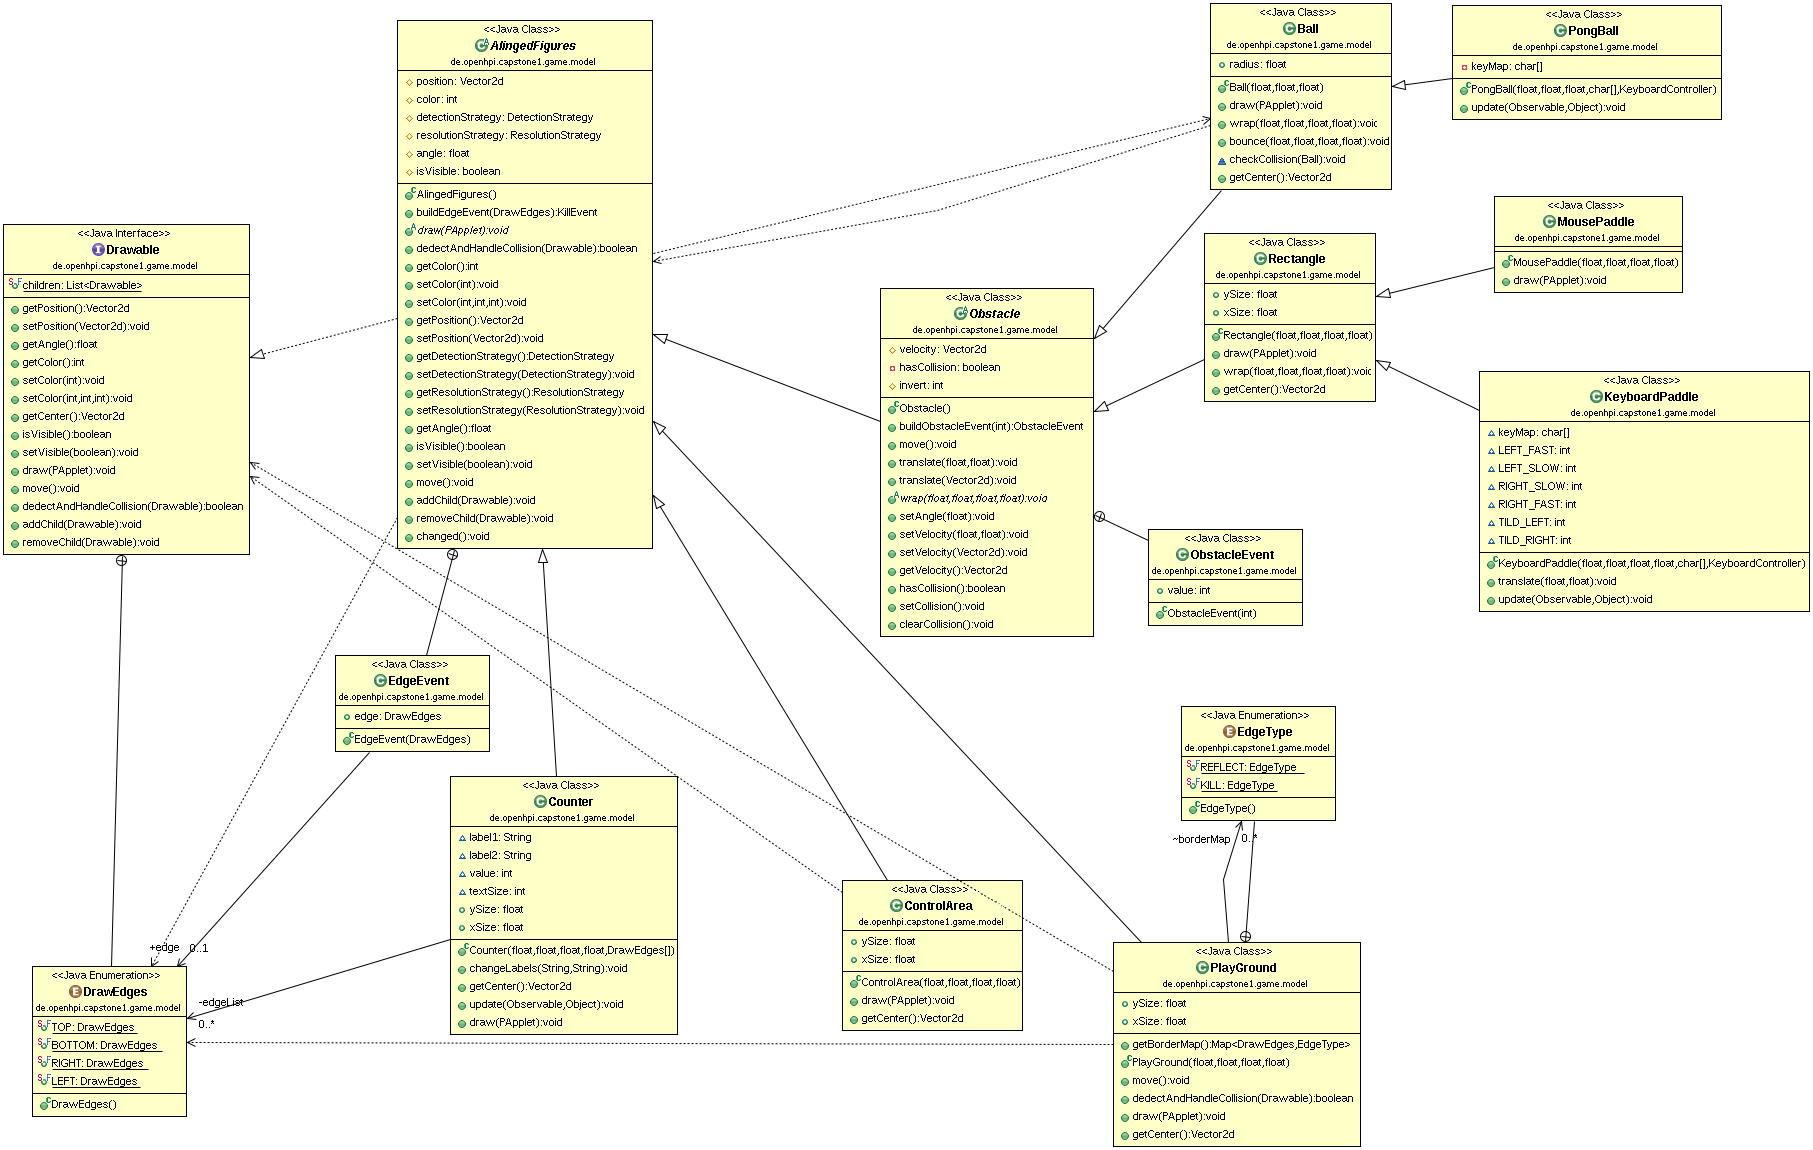 <<Java Interface>>
Drawable
de.openhpi.capstone1.game.model
children: List<Drawable>
getPosition():Vector2d
setPosition(Vector2d):void
getAngle():float
getColor():int
setColor(int):void
setColor(int,int,int):void
getCenter():Vector2d
isVisible():boolean
setVisible(boolean):void
draw(PApplet):void
move():void
dedectAndHandleCollision(Drawable):boolean
addChild(Drawable):void
removeChild(Drawable):void
<<Java Class>>
AlingedFigures
de.openhpi.capstone1.game.model
position: Vector2d
color: int
detectionStrategy: DetectionStrategy
resolutionStrategy: ResolutionStrategy
angle: float
isVisible: boolean
AlingedFigures()
buildEdgeEvent(DrawEdges):KillEvent
draw(PApplet):void
dedectAndHandleCollision(Drawable):boolean
getColor():int
setColor(int):void
setColor(int,int,int):void
getPosition():Vector2d
setPosition(Vector2d):void
getDetectionStrategy():DetectionStrategy
setDetectionStrategy(DetectionStrategy):void
getResolutionStrategy():ResolutionStrategy
setResolutionStrategy(ResolutionStrategy):void
getAngle():float
isVisible():boolean
setVisible(boolean):void
move():void
addChild(Drawable):void
removeChild(Drawable):void
changed():void
<<Java Class>>
Ball
de.openhpi.capstone1.game.model
radius: float
Ball(float,float,float)
draw(PApplet):void
wrap(float,float,float,float):void
bounce(float,float,float,float):void
checkCollision(Ball):void
getCenter():Vector2d
<<Java Class>>
PongBall
de.openhpi.capstone1.game.model
keyMap: char[]
PongBall(float,float,float,char[],KeyboardController)
update(Observable,Object):void
<<Java Class>>
MousePaddle
de.openhpi.capstone1.game.model
MousePaddle(float,float,float,float)
draw(PApplet):void
<<Java Class>>
Rectangle
de.openhpi.capstone1.game.model
ySize: float
xSize: float
Rectangle(float,float,float,float)
draw(PApplet):void
wrap(float,float,float,float):void
getCenter():Vector2d
<<Java Class>>
Obstacle
de.openhpi.capstone1.game.model
velocity: Vector2d
hasCollision: boolean
invert: int
Obstacle()
buildObstacleEvent(int):ObstacleEvent
move():void
translate(float,float):void
translate(Vector2d):void
wrap(float,float,float,float):void
setAngle(float):void
setVelocity(float,float):void
setVelocity(Vector2d):void
getVelocity():Vector2d
hasCollision():boolean
setCollision():void
clearCollision():void
<<Java Class>>
KeyboardPaddle
de.openhpi.capstone1.game.model
keyMap: char[]
LEFT_FAST: int
LEFT_SLOW: int
RIGHT_SLOW: int
RIGHT_FAST: int
TILD_LEFT: int
TILD_RIGHT: int
KeyboardPaddle(float,float,float,float,char[],KeyboardController)
translate(float,float):void
update(Observable,Object):void
<<Java Class>>
ObstacleEvent
de.openhpi.capstone1.game.model
value: int
ObstacleEvent(int)
<<Java Class>>
EdgeEvent
de.openhpi.capstone1.game.model
edge: DrawEdges
EdgeEvent(DrawEdges)
<<Java Enumeration>>
EdgeType
de.openhpi.capstone1.game.model
REFLECT: EdgeType
KILL: EdgeType
EdgeType()
~borderMap
0..*
<<Java Class>>
Counter
de.openhpi.capstone1.game.model
label1: String
label2: String
value: int
textSize: int
ySize: float
xSize: float
Counter(float,float,float,float,DrawEdges[])
changeLabels(String,String):void
getCenter():Vector2d
update(Observable,Object):void
draw(PApplet):void
<<Java Class>>
ControlArea
de.openhpi.capstone1.game.model
ySize: float
xSize: float
ControlArea(float,float,float,float)
draw(PApplet):void
getCenter():Vector2d
+edge
0..1
-edgeList
0..*
<<Java Enumeration>>
DrawEdges
de.openhpi.capstone1.game.model
TOP: DrawEdges
BOTTOM: DrawEdges
RIGHT: DrawEdges
LEFT: DrawEdges
DrawEdges()
<<Java Class>>
PlayGround
de.openhpi.capstone1.game.model
ySize: float
xSize: float
getBorderMap():Map<DrawEdges,EdgeType>
PlayGround(float,float,float,float)
move():void
dedectAndHandleCollision(Drawable):boolean
draw(PApplet):void
getCenter():Vector2d